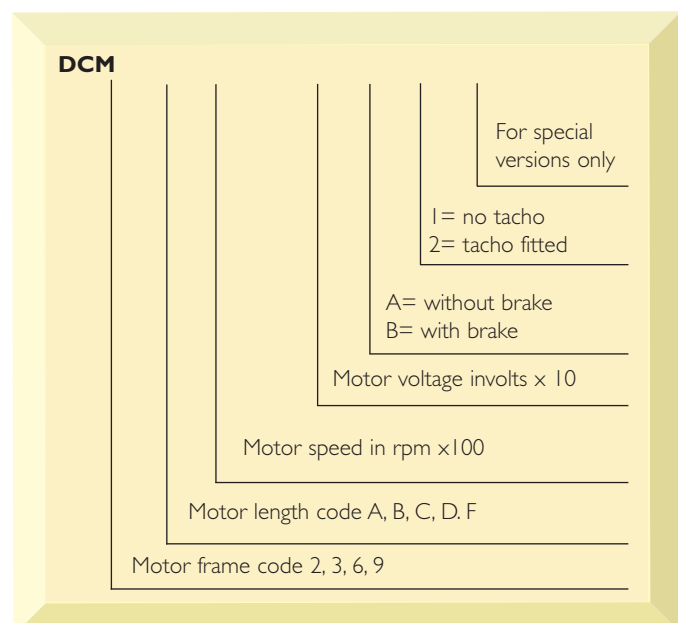 DCM
For special
versions only
1= no tacho
2= tacho fitted
A= without brake
B= with brake
Motor voltage involts x 10
Motor speed in rpm x100
Motor length code A, B, C, D. F
Motor frame code 2, 3, 6, 9